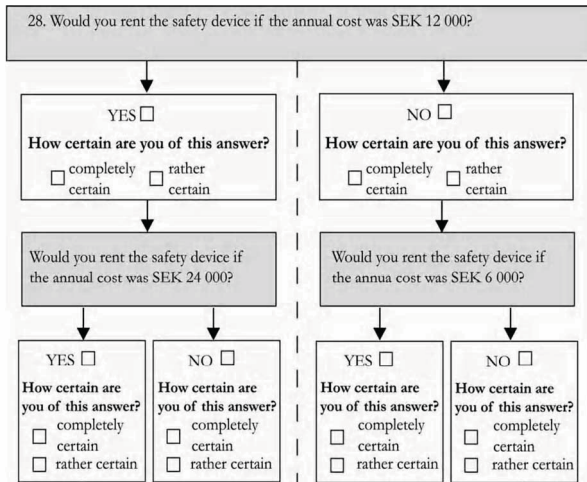 28. Would you rent the safety device if the annual cost was SEK 12 000?
YES
How certain are you of this answer?
completely
certain
rather
certain
NO
How certain are you of this answer?
completely
certain
rather
certain
Would you rent the safety device if
the annual cost was SEK 24 000?
Would you rent the safety device if
the annua cost was SEK 6 000?
YES
How certain are
you of this answer?
completely
certain
rather certain
NO
How certain are
you of this answer?
completely
certain
rather certain
YES
How certain are
you of this answer?
completely
certain
rather certain
NO
How certain are
you of this answer?
completely
certain
rather certain